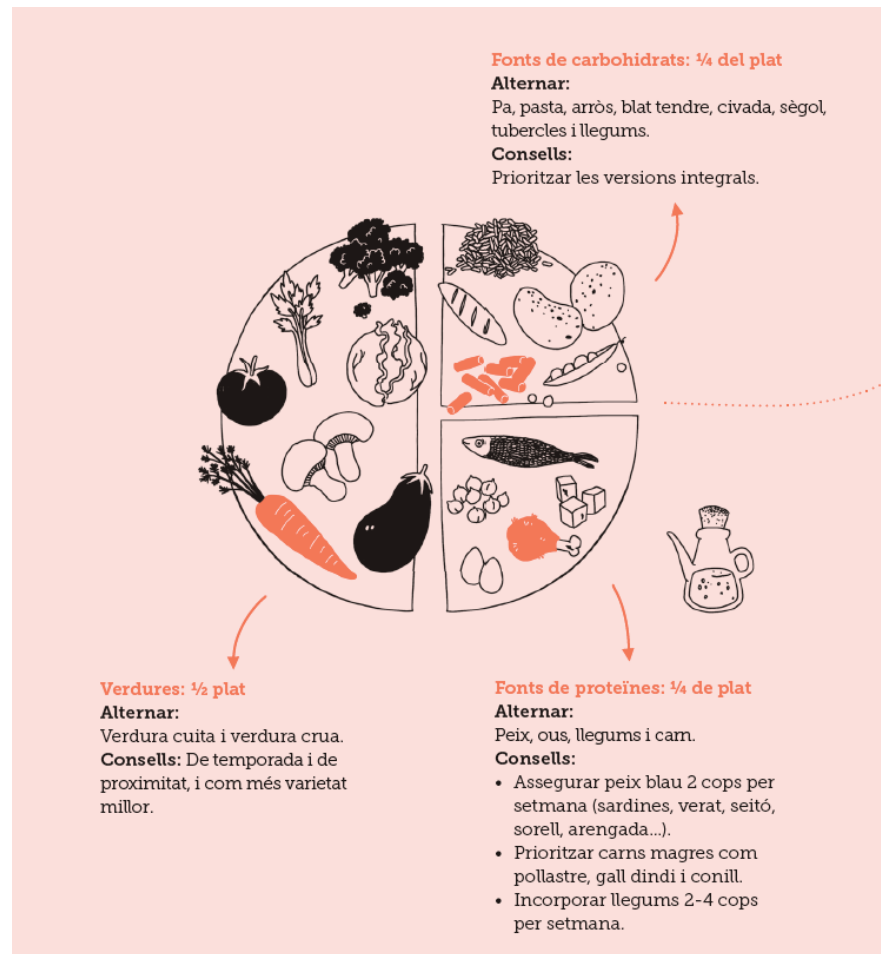 Fonts de carbohidrats: ¼ del plat
Alternar:
Pa, pasta, arròs, blat tendre, civada, sègol,
tubercles i llegums.
Consells:
Prioritzar les versions integrals.
Verdures: ½ plat
Alternar:
Verdura cuita i verdura crua.
Consells: De temporada i de
proximitat, i com més varietat
millor.
Fonts de proteïnes: ¼ de plat
Alternar:
Peix, ous, llegums i carn.
Consells:
• Assegurar peix blau 2 cops per
setmana (sardines, verat, seitó,
sorell, arengada...).
• Prioritzar carns magres com
pollastre, gall dindi i conill.
• Incorporar llegums 2-4 cops
per setmana.